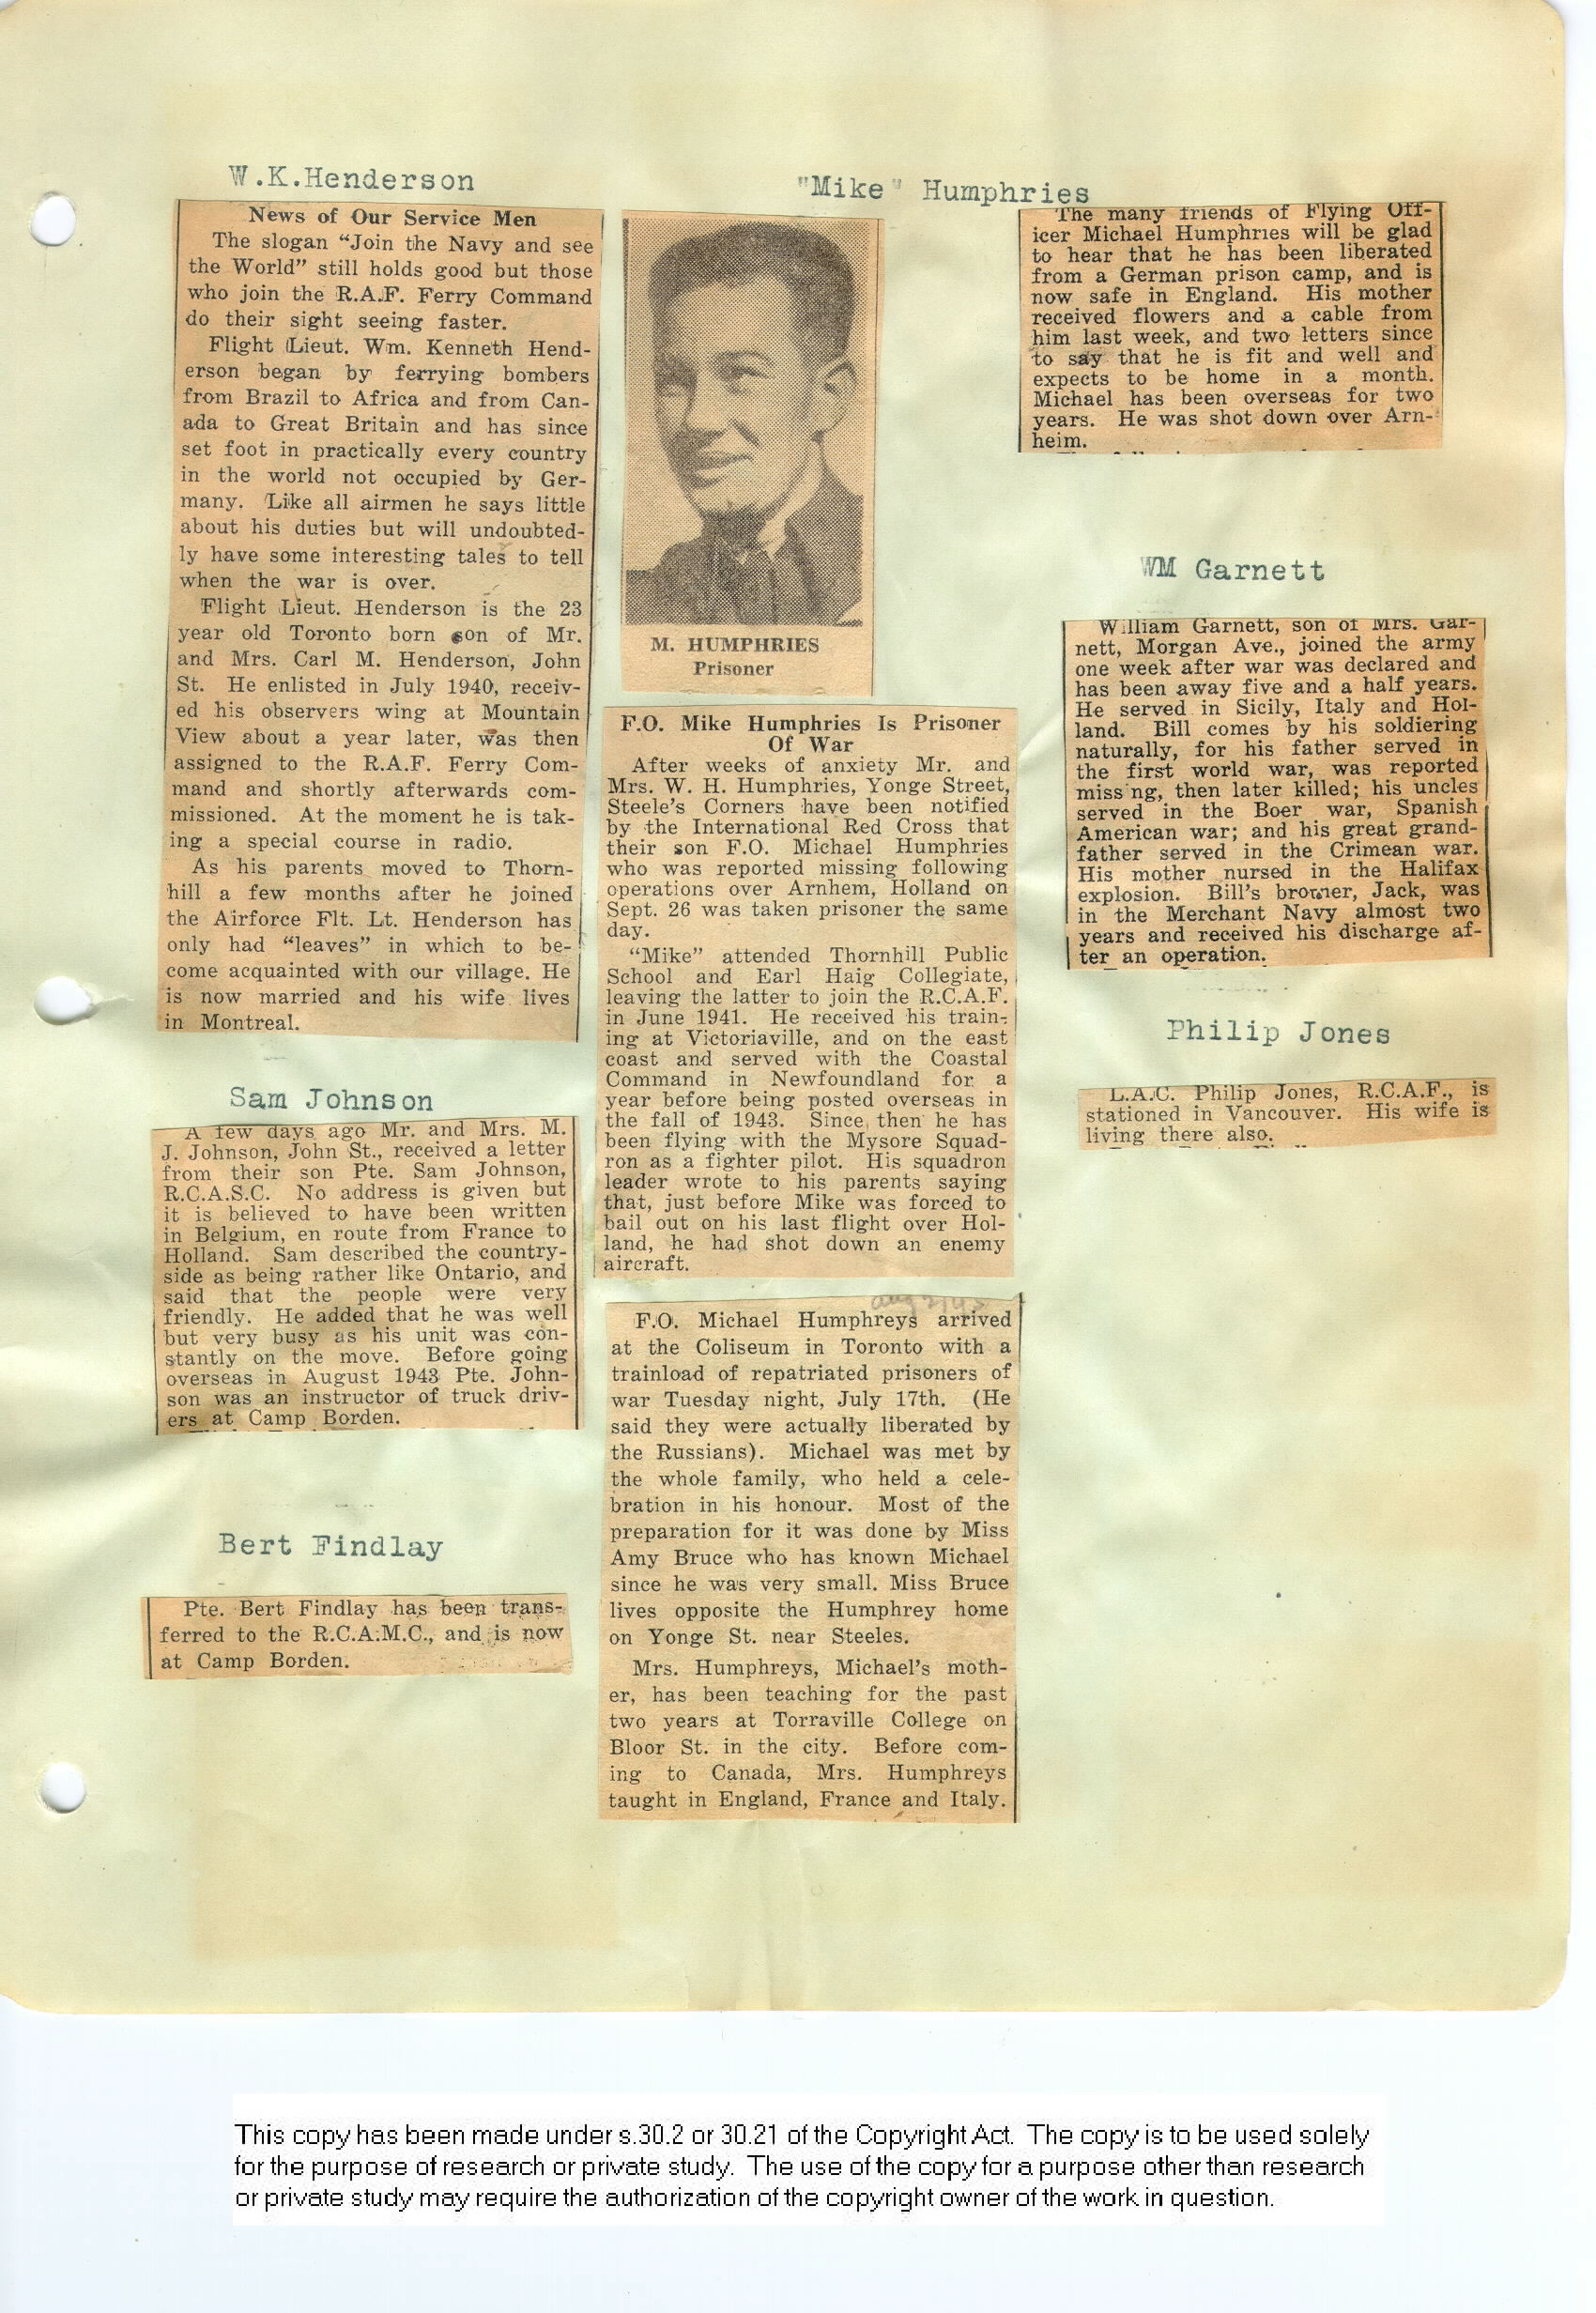 W.K.Henderson
News of Our Service Men
The slogan “Join the Navy and see
the World” still holds good but those
who join the R.A.F. Ferry Command
do their sight seeing faster.
Flight Lieut. Wm. Kenneth Hend-
erson began by ferrying bombers
from Brazil to Africa and from Can-
ada to Great Britain and has since
set foot in practically every country
in the world not occupied by Ger-
many. Like all airmen he says little
about his duties but will undoubted-
ly have some interesting tales to tell
when the war is over.
Flight Lieut. Henderson is the 23
year old Toronto born son of Mr.
and Mrs. Carl M. Henderson, John
St. He enlisted in July 1940, receiv-
ed his observers wing at Mountain
View about a year later, was then
assigned to the R.A.F. Ferry Com-
mand and shortly afterwards com-
missioned. At the moment he is tak-
ing a special course in radio.
As his parents moved to Thorn-
hill a few months after he joined
the Airforce Flt. Lt. Henderson has
only had “leaves” in which to be-
come acquainted with our village. He
is now married and his wife lives
in Montreal.
Sam Johnson
A few days ago Mr. and Mrs. M.
J. Johnson, John St., received a letter
from their son Pte. Sam Johnson,
R.C.A.S.C. No address is given but
it is believed to have been written
in Belgium, en route from France to
Holland. Sam described the country-
side as being rather like Ontario, and
said that the people were very
friendly. He added that he was well
but very busy as his unit was con-
stantly on the move. Before going
overseas in August 1943 Pte. John-
son was an instructor of truck driv-
ers at Camp Borden.
Bert Findlay
Pte. Bert Findlay has been trans-
ferred to the R.C.A.M.C., and is now
at Camp Borden.
"Mike" Humphries
M. HUMPHRIES
Prisoner
F.O. Mike Humphries Is Prisoner
Of War
After weeks of anxiety Mr. and
Mrs. W. H. Humphries, Yonge Street,
Steele's Corners have been notified
by the International Red Cross that
their son F.O. Michael Humphries
who was reported missing following
operations over Arnhem, Holland on
Sept. 26 was taken prisoner the same
day.
“Mike” attended Thornhill Public
School and Earl Haig Collegiate,
leaving the latter to join the R.C.A.F.
in June 1941. He received his train-
ing at Victoriaville, and on the east
coast and served with the Coastal
Command in Newfoundland for a
year before being posted overseas in
the fall of 1943. Since then he has
been flying with the Mysore Squad-
ron as a fighter pilot. His squadron
leader wrote to his parents saying
that, just before Mike was forced to
bail out on his last flight over Hol-
land, he had shot down an enemy
aircraft.
F.O. Michael Humphreys arrived
at the Coliseum in Toronto with a
trainload of repatriated prisoners of
war Tuesday night, July 17th. (He
said they were actually liberated by
the Russians). Michael was met by
the whole family, who held a cele-
bration in his honour. Most of the
preparation for it was done by Miss
Amy Bruce who has known Michael
since he was very small. Miss Bruce
lives opposite the Humphrey home
on Yonge St. near Steeles.
Mrs. Humphreys, Michael's moth-
er, has been teaching for the past
two years at Torraville College on
Bloor St. in the city. Before com-
ing to Canada, Mrs. Humphreys
taught in England, France and Italy.
The many friends of Flying Off-
icer Michael Humphries will be glad
to hear that he has been liberated
from a German prison camp, and is
now safe in England. His mother
received flowers and a cable from
him last week, and two letters since
to say that he is fit and well and
expects to be home in a month.
Michael has been overseas for two
years. He was shot down over Arn-
heim.
WM Garnett
William Garnett, son of Mrs. Gar-
nett, Morgan Ave., joined the army
one week after war was declared and
has been away five and a half years.
He served in Sicily, Italy and Hol-
land. Bill comes by his soldiering
naturally, for his father served in
the first world war, was reported
miss ng, then later killed; his uncles
served in the Boer war, Spanish
American war; and his great grand-
father served in the Crimean war.
His mother nursed in the Halifax
explosion. Bill's brother, Jack, was
in the Merchant Navy almost two
years and received his discharge af-
ter an operation.
Philip Jones
L.A.C. Philip Jones, R.C.A.F., is
stationed in Vancouver. His wife is
living there also.
This copy has been made under s.30.2 or 30.21 of the Copyright Act. The copy is to be used solely
for the purpose of research or private study. The use of the copy for a purpose other than research
or private study may require the authorization of the copyright owner of the work in question.